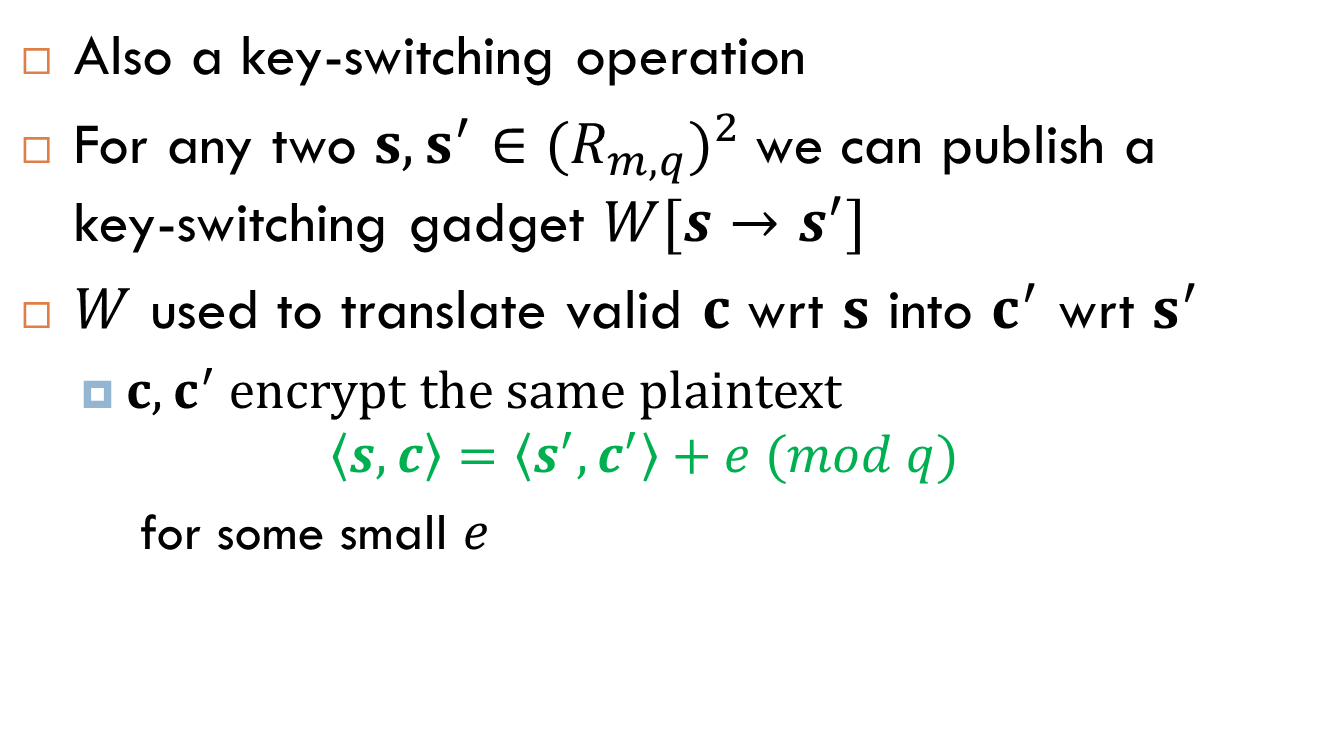 Also a key-switching operation
For any two 𝐬, 𝐬′ ∈ (𝑅𝑚,𝑞)² we can publish a
key-switching gadget 𝑊[𝒔 → 𝒔′]
𝑊 used to translate valid 𝐜 wrt 𝐬 into 𝐜′ wrt 𝐬′
𝐜, 𝐜′ encrypt the same plaintext
⟨𝒔, 𝒄⟩ = ⟨𝒔′, 𝒄′⟩ + 𝑒 (𝑚𝑜𝑑 𝑞)
for some small 𝑒